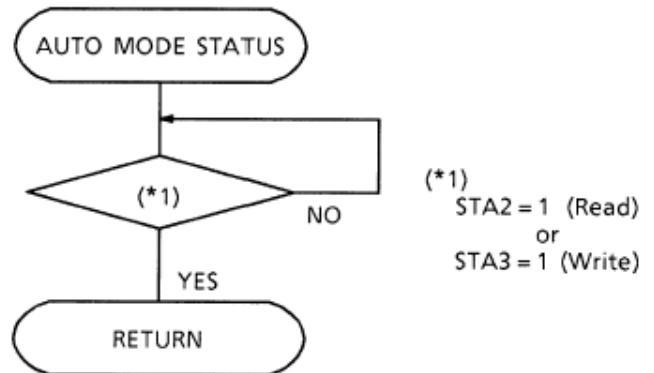 AUTO MODE STATUS
(*1)
NO
YES
RETURN
(*1)
STA2 = 1 (Read)
or
STA3 = 1 (Write)